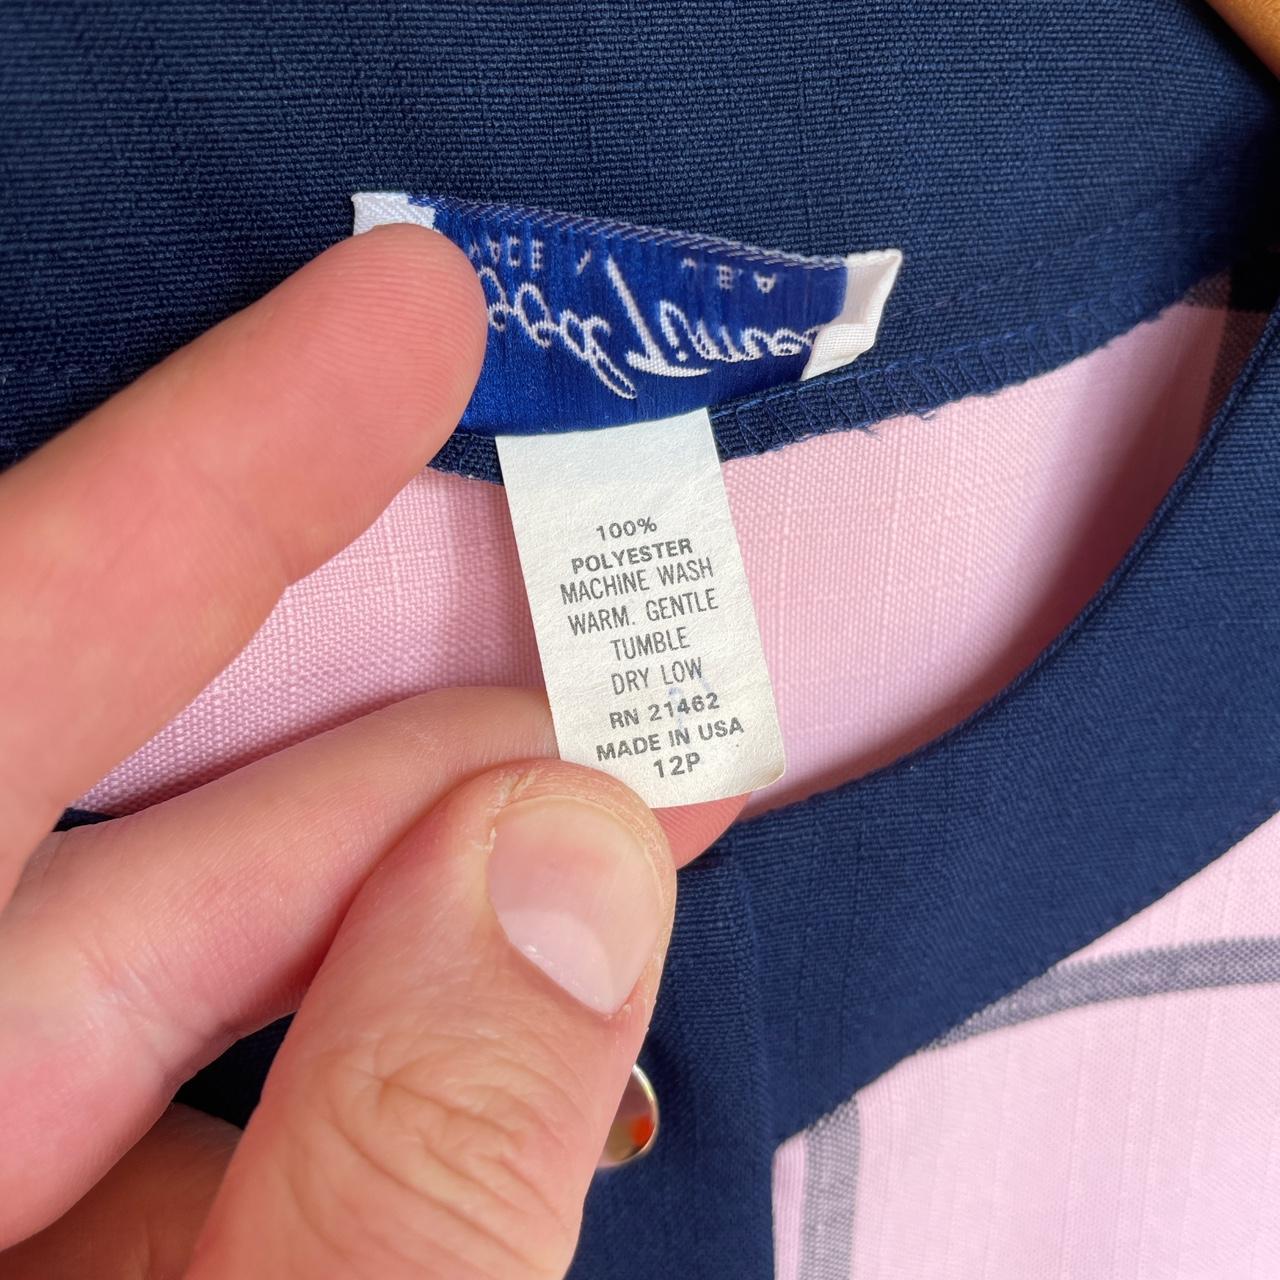 100%
POLYESTER
MACHINE WASH
WARM. GENTLE
TUMBLE
DRY LOW
RN 21462
MADE IN USA
12P